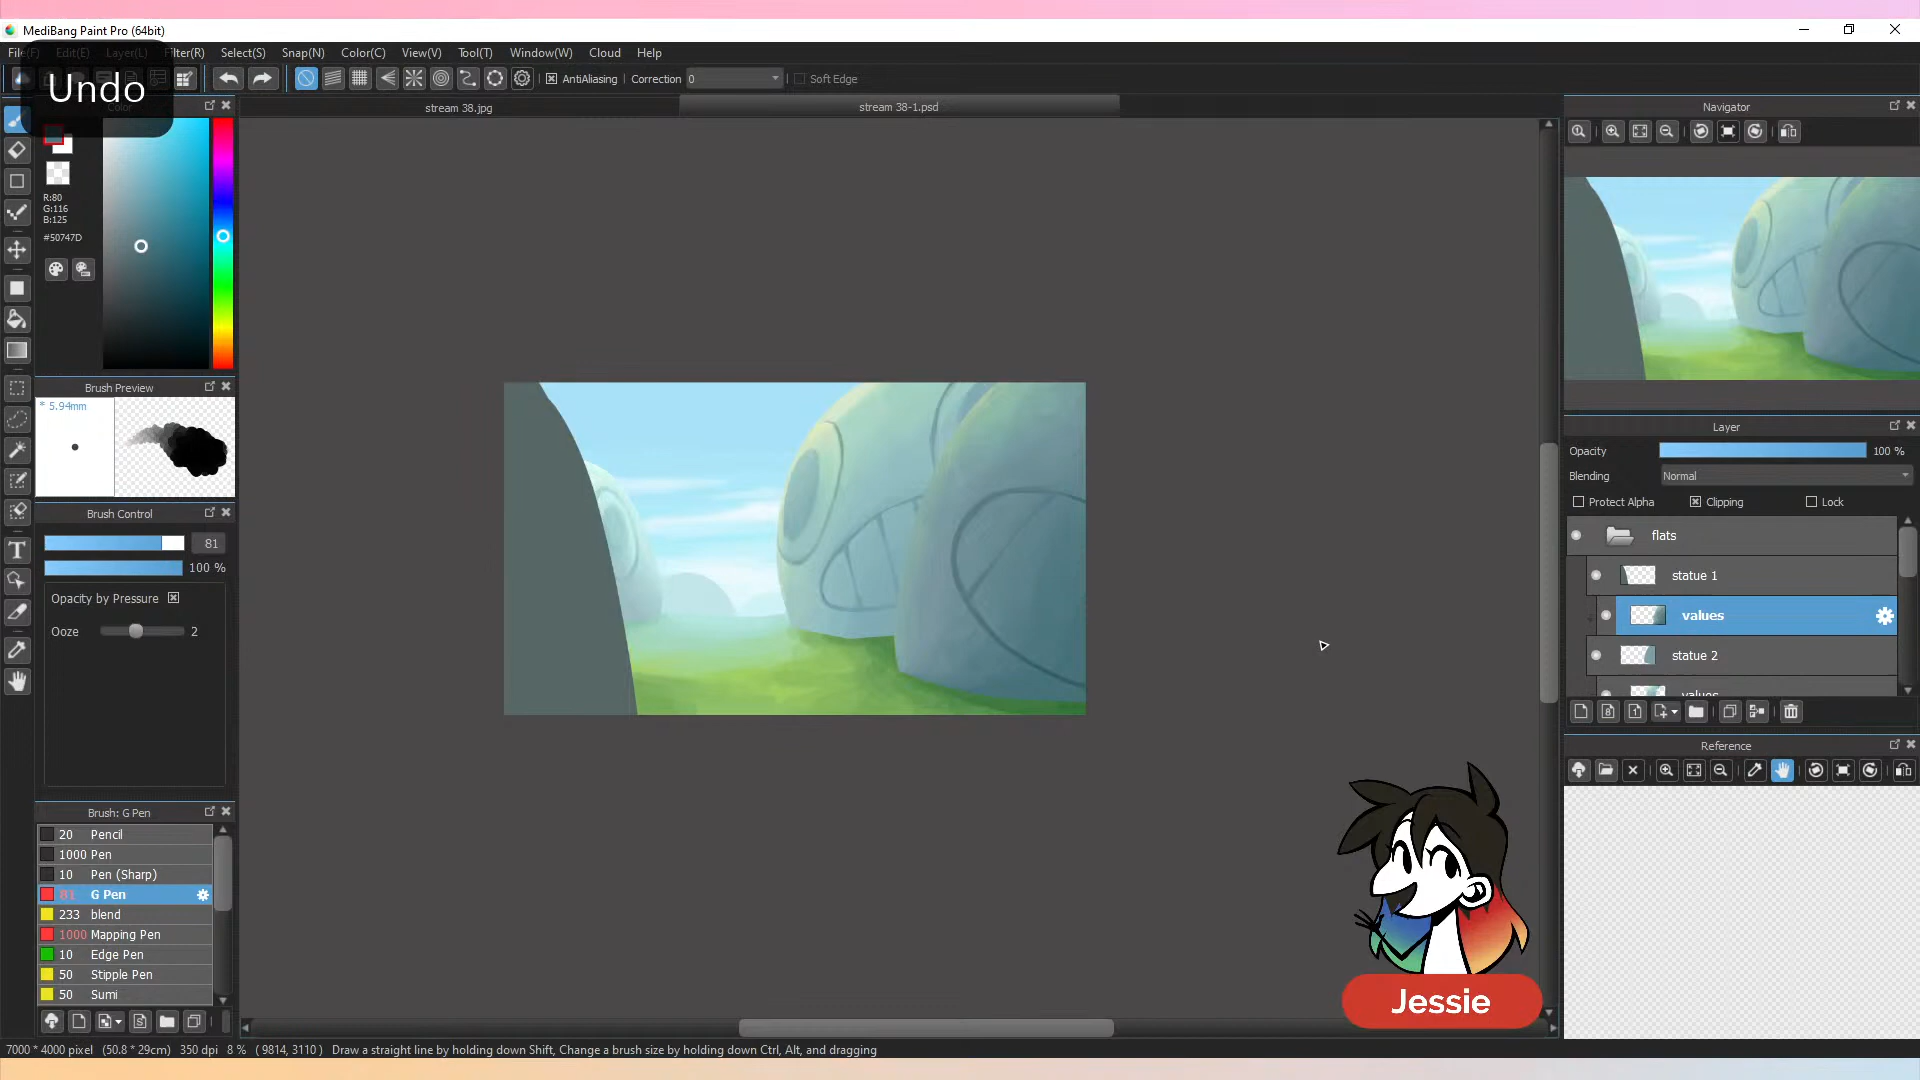 MediBang Paint Pro (64bit)
File(F) Edit(E) Layer(L) Filter(R) Select(S) Snap(N) Color(C) View(V) Tool(T) Window(W) Cloud Help
Undo
AntiAliasing Correction 0 Soft Edge
Color
stream 38.jpg
stream 38-1.psd
Navigator
R:80
G:116
B:125
#50747D
Brush Preview
* 5.94mm
Brush Control
81
100 %
Opacity by Pressure
Ooze 2
Brush: G Pen
20 Pencil
1000 Pen
10 Pen (Sharp)
81 G Pen
233 blend
1000 Mapping Pen
10 Edge Pen
50 Stipple Pen
50 Sumi
Layer
Opacity 100 %
Blending Normal
Protect Alpha Clipping Lock
flats
statue 1
values
statue 2
values
Reference
Jessie
7000 * 4000 pixel (50.8 * 29cm) 350 dpi 8 % ( 9814, 3110 ) Draw a straight line by holding down Shift, Change a brush size by holding down Ctrl, Alt, and dragging